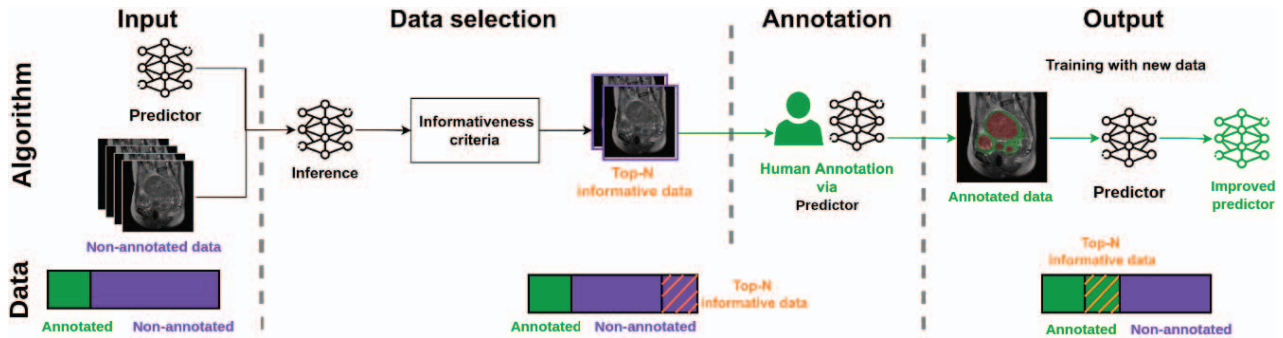 Input
Data selection
Annotation
Output
Algorithm
Predictor
Non-annotated data
Inference
Informativeness
criteria
Top-N
informative data
Human Annotation
via
Predictor
Training with new data
Annotated data
Predictor
Improved
predictor
Data
Annotated
Non-annotated
Annotated
Non-annotated
Top-N
informative data
Top-N
informative data
Annotated
Non-annotated